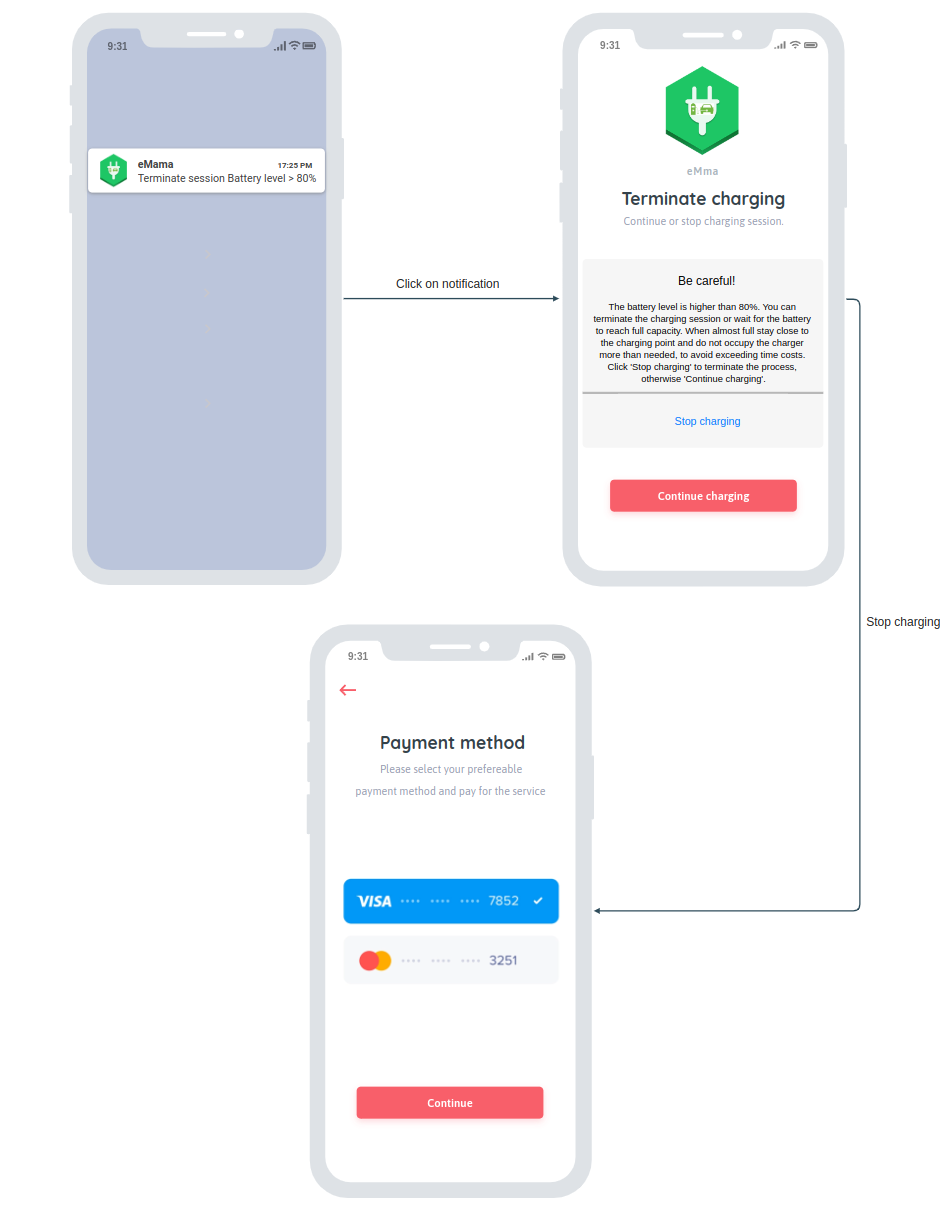 9:31
eMama 17:25 PM
Terminate session Battery level > 80%
Click on notification
9:31
eMma
Terminate charging
Continue or stop charging session.
Be careful!
The battery level is higher than 80%. You can
terminate the charging session or wait for the battery
to reach full capacity. When almost full stay close to
the charging point and do not occupy the charger
more than needed, to avoid exceeding time costs.
Click 'Stop charging' to terminate the process,
otherwise 'Continue charging'.
Stop charging
Continue charging
Stop charging
9:31
Payment method
Please select your prefereable
payment method and pay for the service
VISA •••• •••• •••• 7852
•••• •••• •••• 3251
Continue